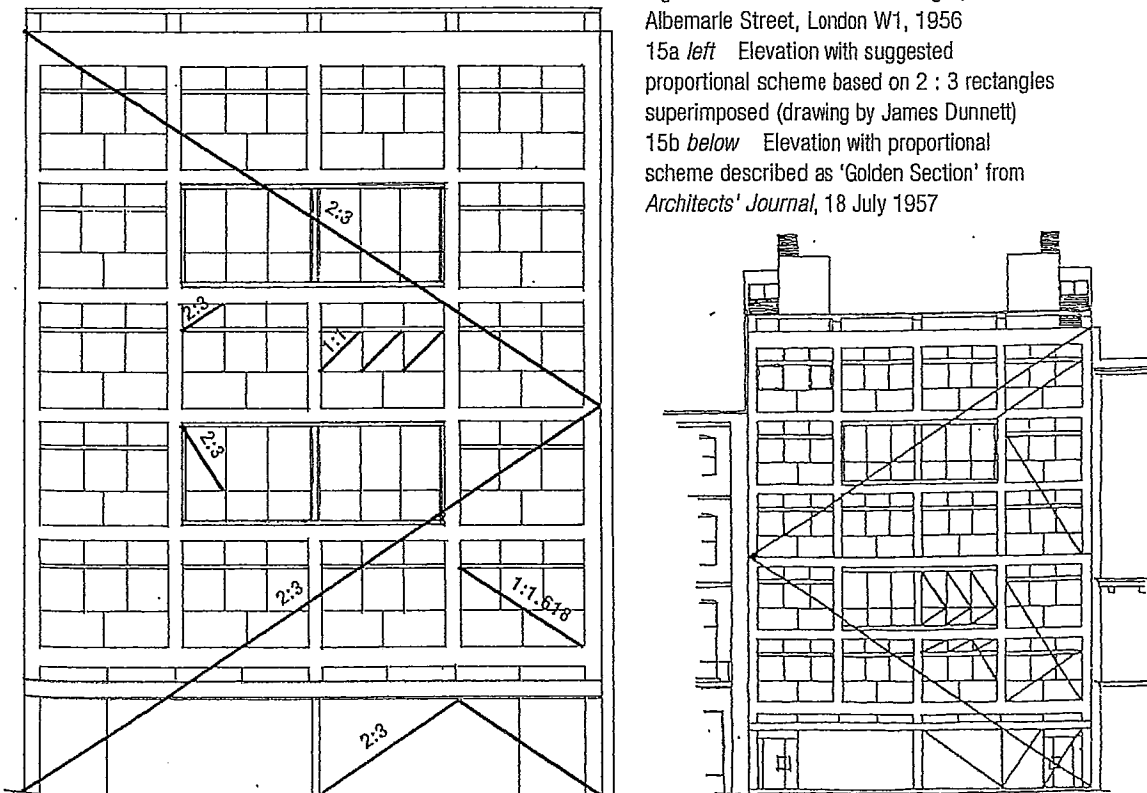 Albemarle Street, London W1, 1956
15a left Elevation with suggested
proportional scheme based on 2 : 3 rectangles
superimposed (drawing by James Dunnett)
15b below Elevation with proportional
scheme described as 'Golden Section' from
Architects' Journal, 18 July 1957
2:3
2:3
1:1
2:3
2:3
1:1.618
2:3